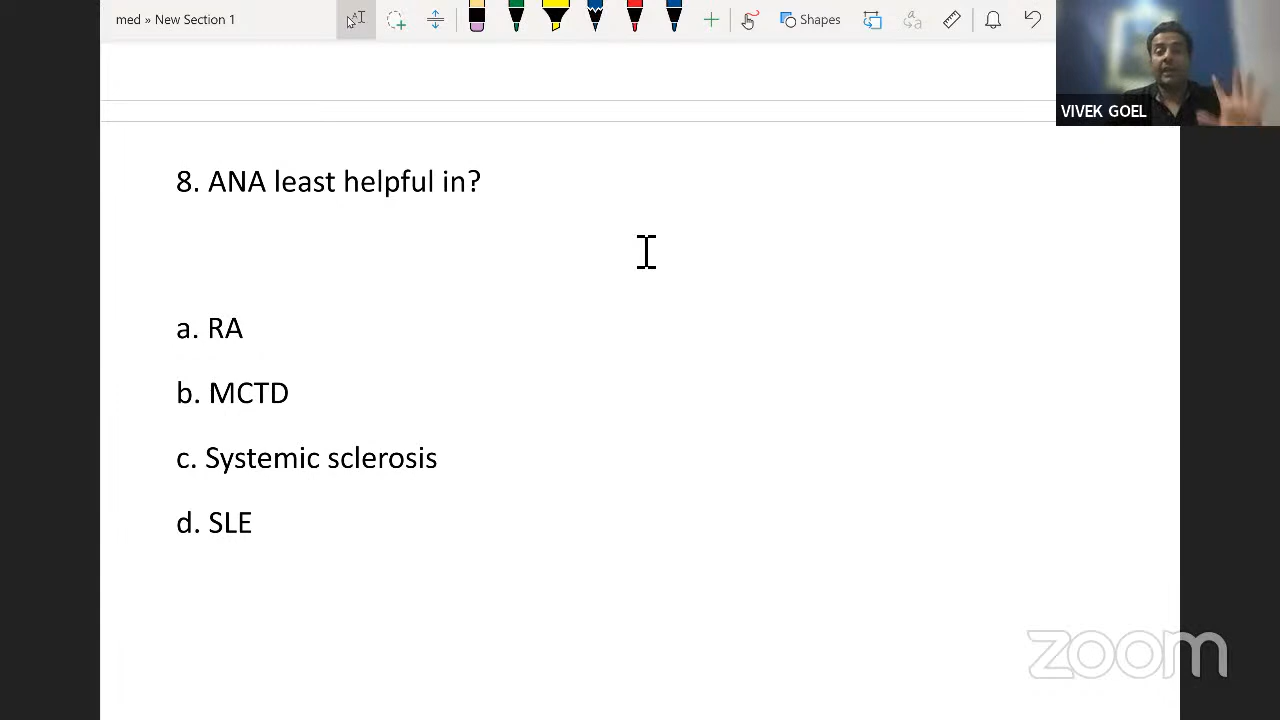 med » New Section 1
Shapes
VIVEK GOEL
8. ANA least helpful in?
a. RA
b. MCTD
c. Systemic sclerosis
d. SLE
zoom